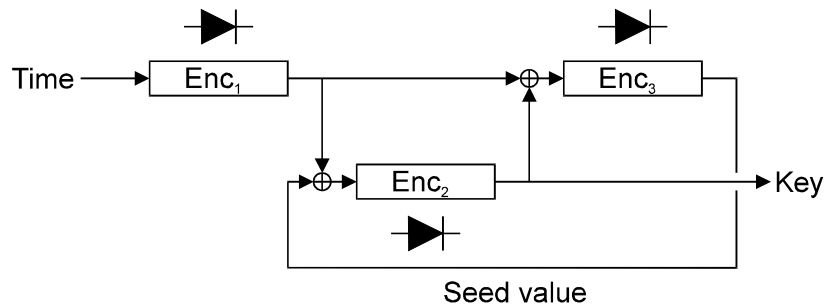 Time
Enc₁
Enc₃
Enc₂
Key
Seed value